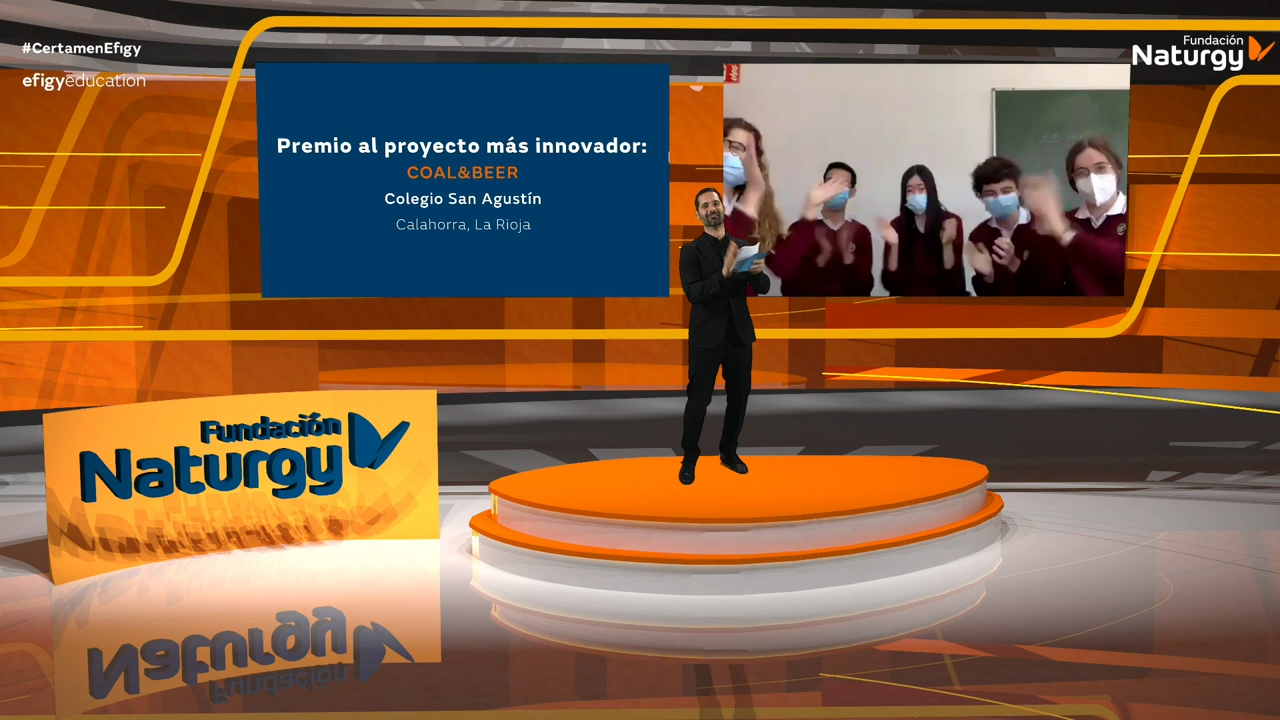 #CertamenEfigy
efigyeducation
Fundación
Naturgy
Premio al proyecto más innovador:
COAL&BEER
Colegio San Agustín
Calahorra, La Rioja
Fundación
Naturgy